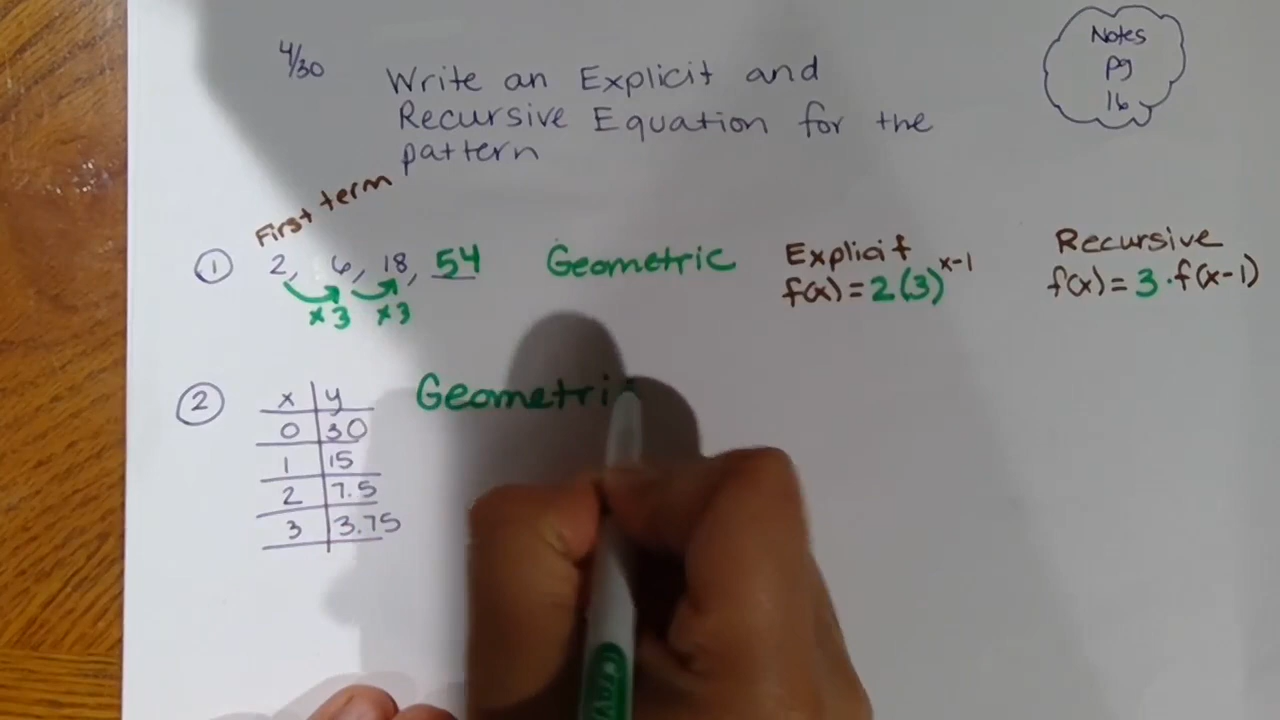 4/30
Write an Explicit and
Recursive Equation for the
pattern
Notes
pg
16
First term
① 2, 6, 18, 54 Geometric
×3 ×3
Explicit
f(x) = 2(3)^x-1
Recursive
f(x) = 3 · f(x-1)
② x y
0 30
1 15
2 7.5
3 3.75
Geometri